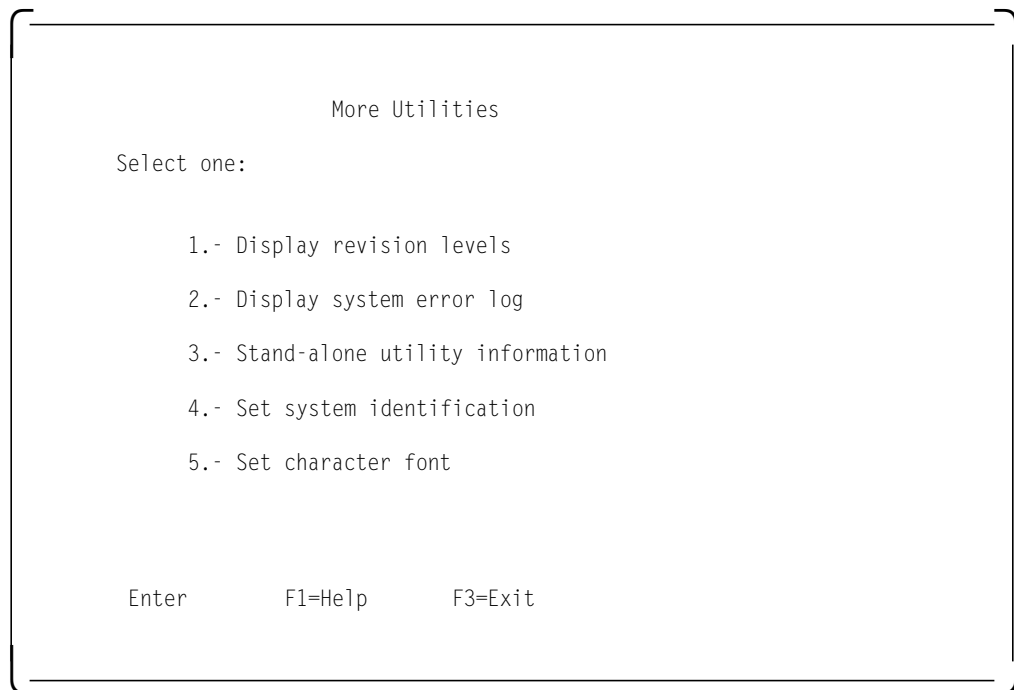 More Utilities
Select one:
1.- Display revision levels
2.- Display system error log
3.- Stand-alone utility information
4.- Set system identification
5.- Set character font
Enter F1=Help F3=Exit